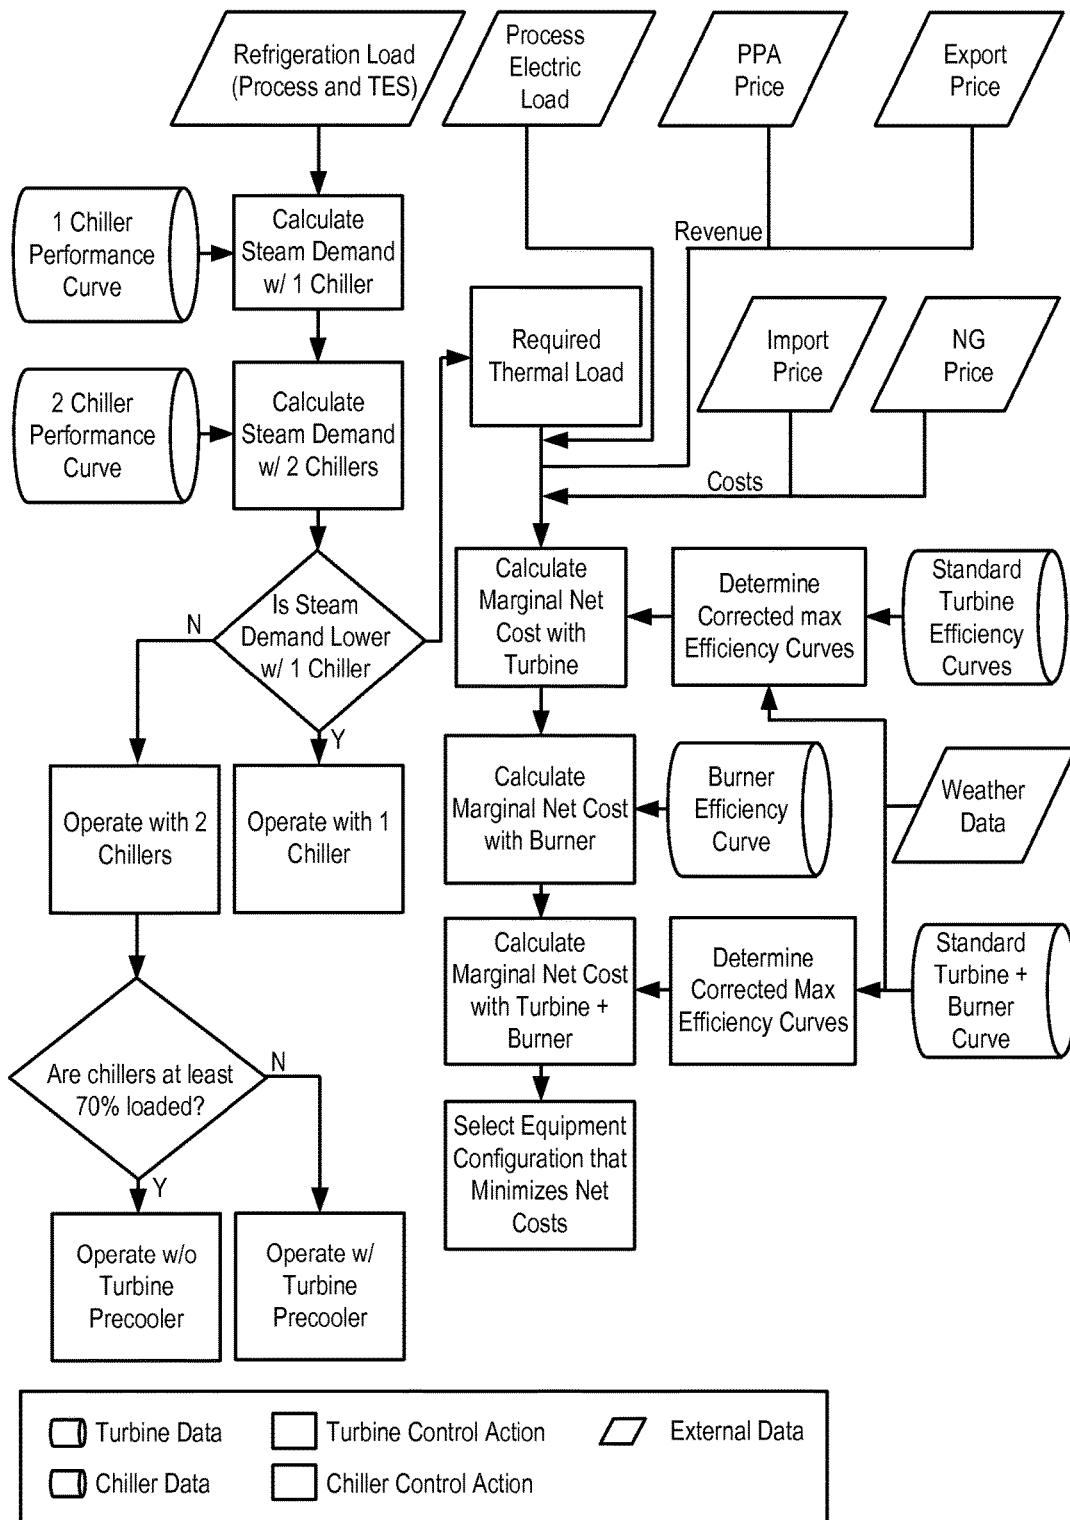 Refrigeration Load
(Process and TES)
Process
Electric
Load
PPA
Price
Export
Price
1 Chiller
Performance
Curve
Calculate
Steam Demand
w/ 1 Chiller
Revenue
Required
Thermal Load
Import
Price
NG
Price
2 Chiller
Performance
Curve
Calculate
Steam Demand
w/ 2 Chillers
Costs
Is Steam
Demand Lower
w/ 1 Chiller
N
Y
Calculate
Marginal Net
Cost with
Turbine
Determine
Corrected max
Efficiency Curves
Standard
Turbine
Efficiency
Curves
Operate with 2
Chillers
Operate with 1
Chiller
Calculate
Marginal Net Cost
with Burner
Burner
Efficiency
Curve
Weather
Data
Calculate
Marginal Net Cost
with Turbine +
Burner
Determine
Corrected Max
Efficiency Curves
Standard
Turbine +
Burner
Curve
Are chillers at least
70% loaded?
N
Y
Select Equipment
Configuration that
Minimizes Net
Costs
Operate w/o
Turbine
Precooler
Operate w/
Turbine
Precooler
Turbine Data
Turbine Control Action
External Data
Chiller Data
Chiller Control Action